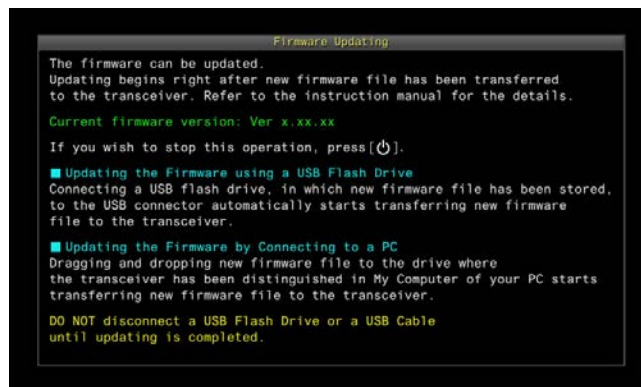 Firmware Updating
The firmware can be updated.
Updating begins right after new firmware file has been transferred
to the transceiver. Refer to the instruction manual for the details.
Current firmware version: Ver x.xx.xx
If you wish to stop this operation, press[⏻].
■ Updating the Firmware using a USB Flash Drive
Connecting a USB flash drive, in which new firmware file has been stored,
to the USB connector automatically starts transferring new firmware
file to the transceiver.
■ Updating the Firmware by Connecting to a PC
Dragging and dropping new firmware file to the drive where
the transceiver has been distinguished in My Computer of your PC starts
transferring new firmware file to the transceiver.
DO NOT disconnect a USB Flash Drive or a USB Cable
until updating is completed.